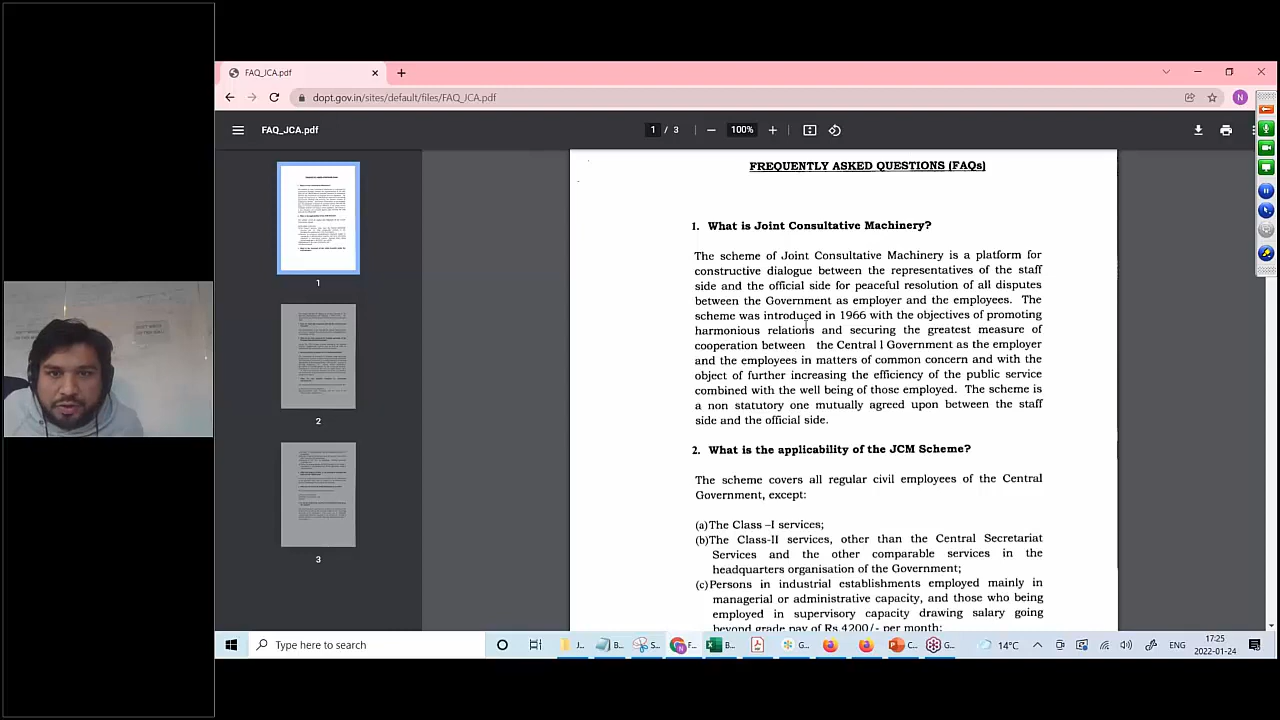 FAQ_JCA.pdf
dopt.gov.in/sites/default/files/FAQ_JCA.pdf
N
FAQ_JCA.pdf
1 / 3
100%
1
2
3
FREQUENTLY ASKED QUESTIONS (FAQs)
1. What is Joint Consultative Machinery?
The scheme of Joint Consultative Machinery is a platform for
constructive dialogue between the representatives of the staff
side and the official side for peaceful resolution of all disputes
between the Government as employer and the employees. The
scheme was introduced in 1966 with the objectives of promoting
harmonious relations and securing the greatest measure of
cooperation between the Central l Government as the employer
and the employees in matters of common concern and with the
object of further increasing the efficiency of the public service
combined with the well being of those employed. The scheme is
a non statutory one mutually agreed upon between the staff
side and the official side.
2. What is the applicability of the JCM Scheme?
The scheme covers all regular civil employees of the Central
Government, except:
(a)The Class –I services;
(b)The Class-II services, other than the Central Secretariat
Services and the other comparable services in the
headquarters organisation of the Government;
(c)Persons in industrial establishments employed mainly in
managerial or administrative capacity, and those who being
employed in supervisory capacity drawing salary going
beyond grade pay of Rs 4200/- per month;
Type here to search
J...
B...
S...
F...
B...
G...
C...
G...
14°C
ENG
17:25
2022-01-24